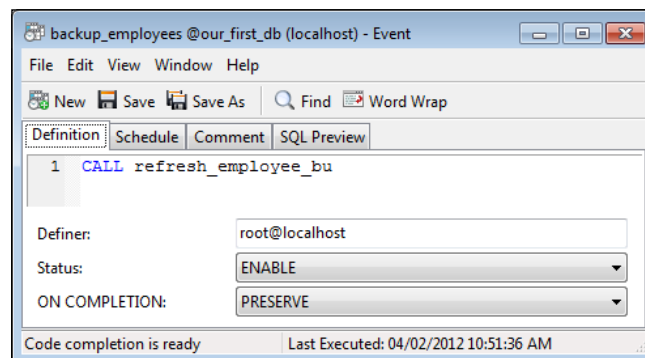 backup_employees @our_first_db (localhost) - Event
File Edit View Window Help
New Save Save As Find Word Wrap
Definition Schedule Comment SQL Preview
1 CALL refresh_employee_bu
Definer: root@localhost
Status: ENABLE
ON COMPLETION: PRESERVE
Code completion is ready Last Executed: 04/02/2012 10:51:36 AM